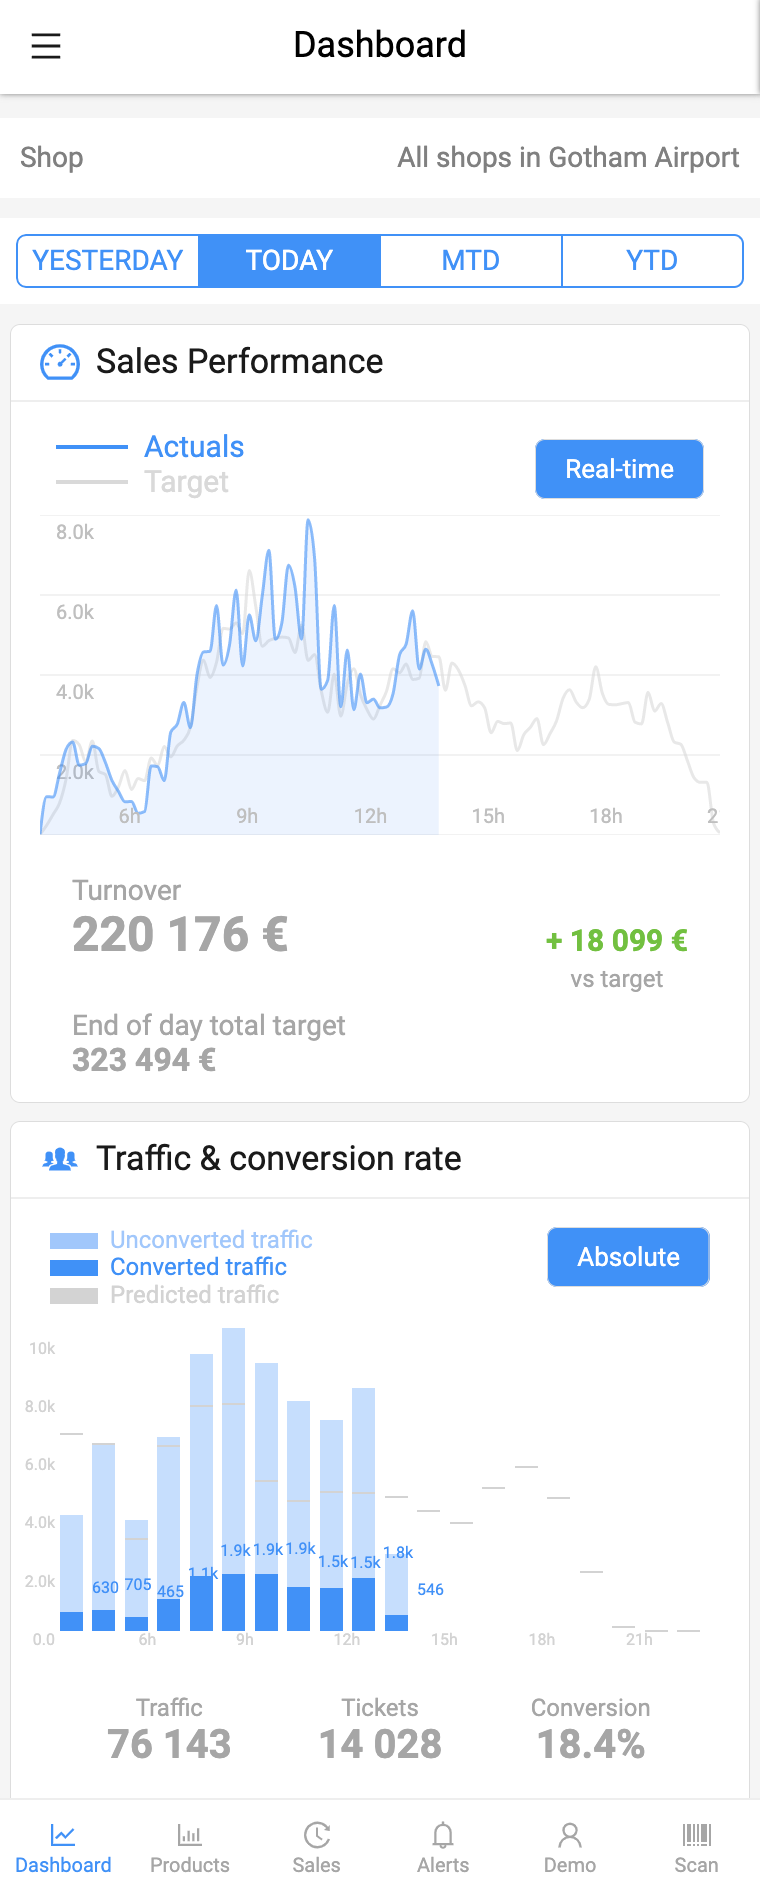 Dashboard
Shop All shops in Gotham Airport
YESTERDAY TODAY MTD YTD
Sales Performance
Actuals
Target
Real-time
8.0k
6.0k
4.0k
2.0k
6h 9h 12h 15h 18h 2
Turnover
220 176 €
+ 18 099 €
vs target
End of day total target
323 494 €
Traffic & conversion rate
Unconverted traffic
Converted traffic
Predicted traffic
Absolute
10k
8.0k
6.0k
4.0k
2.0k
0.0
630 705 465 1.1k 1.9k 1.9k 1.9k 1.5k 1.5k 1.8k 546
6h 9h 12h 15h 18h 21h
Traffic Tickets Conversion
76 143 14 028 18.4%
Dashboard Products Sales Alerts Demo Scan